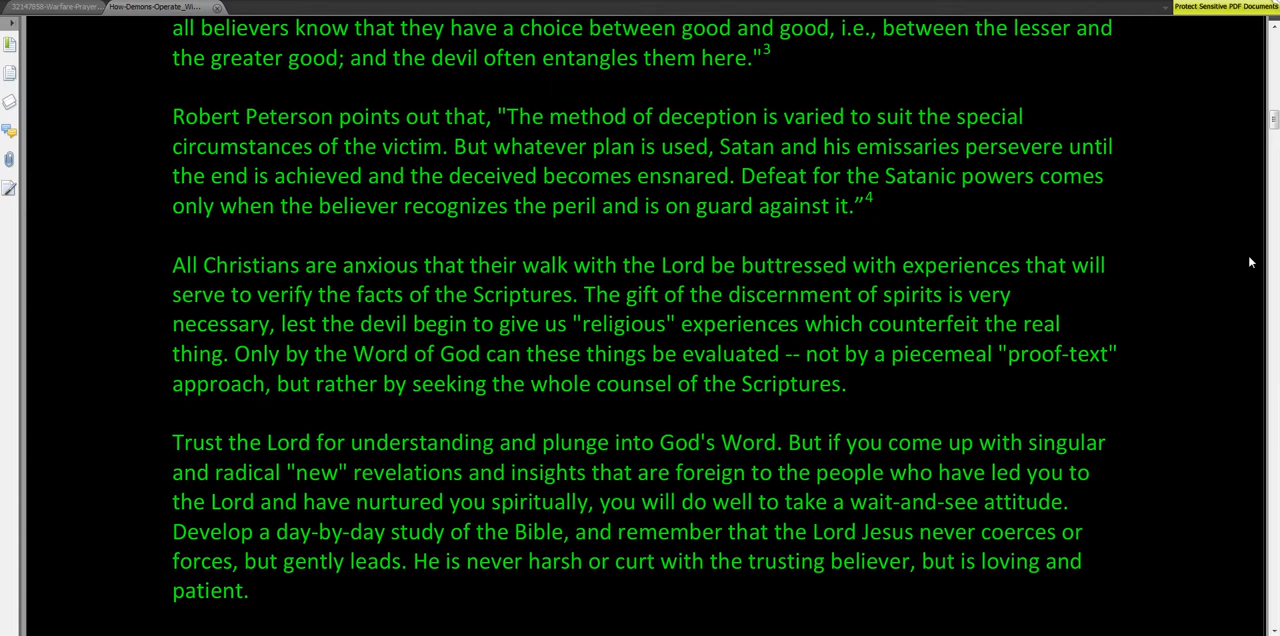 32147858-Warfare-Prayer...
How-Demons-Operate_Wi...
Protect Sensitive PDF Documents
all believers know that they have a choice between good and good, i.e., between the lesser and
the greater good; and the devil often entangles them here."3
Robert Peterson points out that, "The method of deception is varied to suit the special
circumstances of the victim. But whatever plan is used, Satan and his emissaries persevere until
the end is achieved and the deceived becomes ensnared. Defeat for the Satanic powers comes
only when the believer recognizes the peril and is on guard against it.”4
All Christians are anxious that their walk with the Lord be buttressed with experiences that will
serve to verify the facts of the Scriptures. The gift of the discernment of spirits is very
necessary, lest the devil begin to give us "religious" experiences which counterfeit the real
thing. Only by the Word of God can these things be evaluated -- not by a piecemeal "proof-text"
approach, but rather by seeking the whole counsel of the Scriptures.
Trust the Lord for understanding and plunge into God's Word. But if you come up with singular
and radical "new" revelations and insights that are foreign to the people who have led you to
the Lord and have nurtured you spiritually, you will do well to take a wait-and-see attitude.
Develop a day-by-day study of the Bible, and remember that the Lord Jesus never coerces or
forces, but gently leads. He is never harsh or curt with the trusting believer, but is loving and
patient.